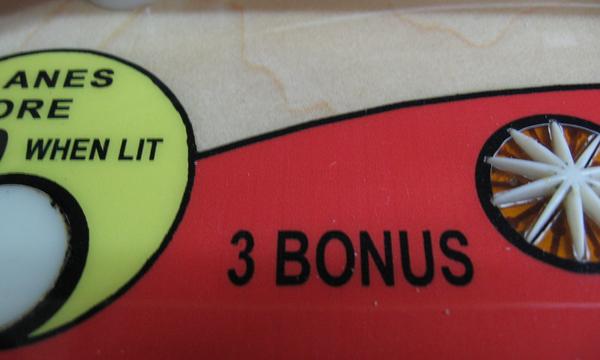 ANES
ORE
WHEN LIT
3 BONUS